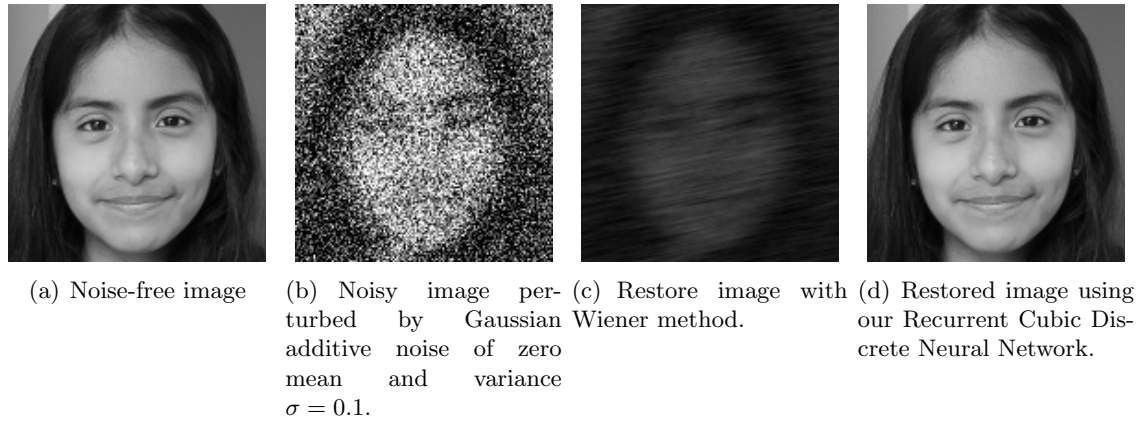 (a) Noise-free image
(b) Noisy image per-
turbed by Gaussian
additive noise of zero
mean and variance
σ = 0.1.
(c) Restore image with
Wiener method.
(d) Restored image using
our Recurrent Cubic Dis-
crete Neural Network.